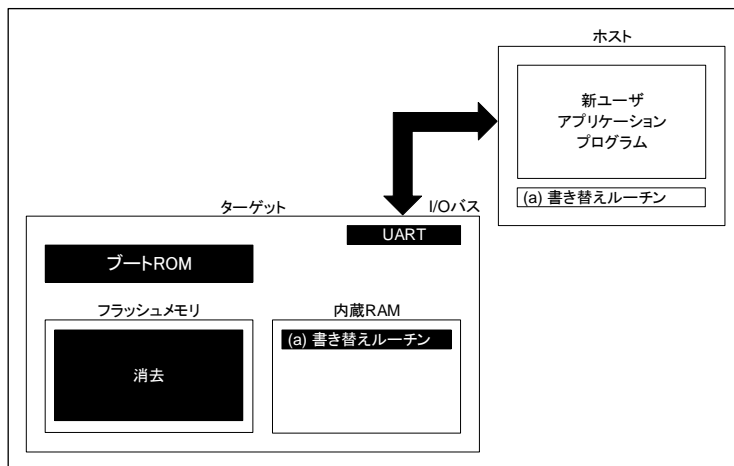 ホスト
新ユーザ
アプリケーション
プログラム
(a) 書き替えルーチン
ターゲット
I/Oバス
UART
ブートROM
フラッシュメモリ
内蔵RAM
(a) 書き替えルーチン
消去